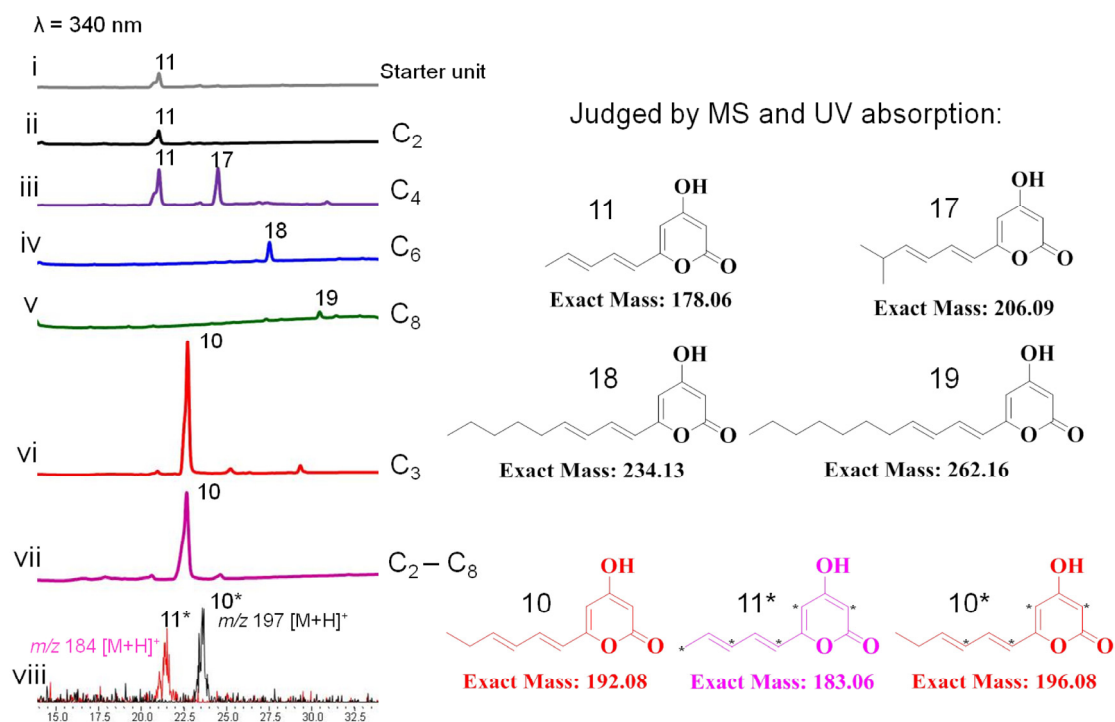 λ = 340 nm
i
11
Starter unit
ii
11
C₂
iii
11
17
C₄
iv
18
C₆
v
19
C₈
vi
10
C₃
vii
10
C₂ – C₈
viii
11*
m/z 184 [M+H]⁺
10*
m/z 197 [M+H]⁺
15.0 17.5 20.0 22.5 25.0 27.5 30.0 32.5
Judged by MS and UV absorption:
11
OH
O O
Exact Mass: 178.06
17
OH
O O
Exact Mass: 206.09
18
OH
O O
Exact Mass: 234.13
19
OH
O O
Exact Mass: 262.16
10
OH
O O
Exact Mass: 192.08
11*
OH
* *
O O
* * *
Exact Mass: 183.06
10*
OH
* *
O O
* *
Exact Mass: 196.08